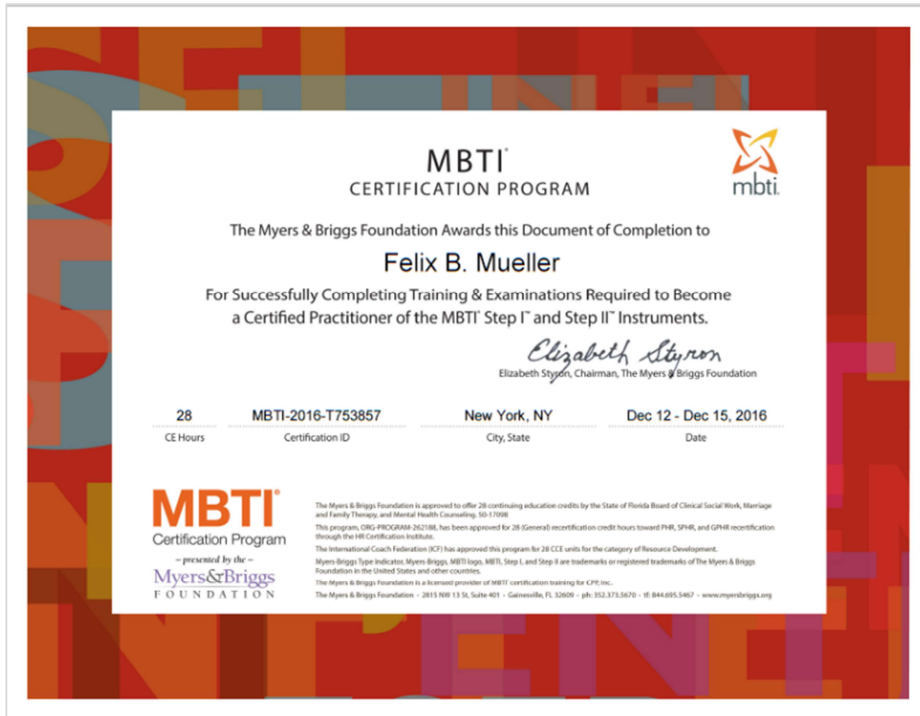 MBTI®
CERTIFICATION PROGRAM
mbti.
The Myers & Briggs Foundation Awards this Document of Completion to
Felix B. Mueller
For Successfully Completing Training & Examinations Required to Become
a Certified Practitioner of the MBTI® Step I™ and Step II™ Instruments.
Elizabeth Styron
Elizabeth Styron, Chairman, The Myers & Briggs Foundation
28 MBTI-2016-T753857 New York, NY Dec 12 - Dec 15, 2016
CE Hours Certification ID City, State Date
MBTI®
Certification Program
– presented by the –
Myers&Briggs
FOUNDATION
The Myers & Briggs Foundation is approved to offer 28 continuing education credits by the State of Florida Board of Clinical Social Work, Marriage
and Family Therapy, and Mental Health Counseling. 50-17098
This program, ORG-PROGRAM-262188, has been approved for 28 (General) recertification credit hours toward PHR, SPHR, and GPHR recertification
through the HR Certification Institute.
The International Coach Federation (ICF) has approved this program for 28 CCE units for the category of Resource Development.
Myers-Briggs Type Indicator, Myers-Briggs, MBTI logo, MBTI, Step I, and Step II are trademarks or registered trademarks of The Myers & Briggs
Foundation in the United States and other countries.
The Myers & Briggs Foundation is a licensed provider of MBTI certification training for CPP, Inc.
The Myers & Briggs Foundation - 2815 NW 13 St, Suite 401 - Gainesville, FL 32609 - ph: 352.373.5670 - tf: 844.695.5467 - www.myersbriggs.org